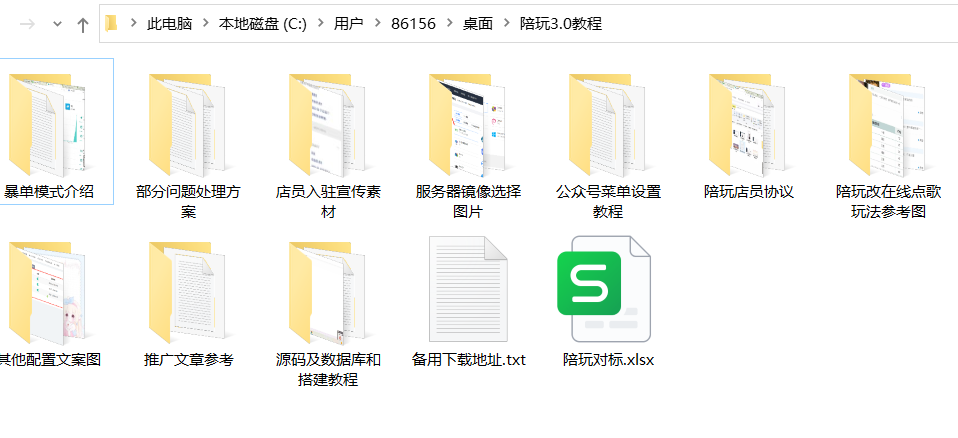 此电脑 > 本地磁盘 (C:) > 用户 > 86156 > 桌面 > 陪玩3.0教程
暴单模式介绍
部分问题处理方
案
店员入驻宣传素
材
服务器镜像选择
图片
公众号菜单设置
教程
陪玩店员协议
陪玩改在线点歌
玩法参考图
其他配置文案图
推广文章参考
源码及数据库和
搭建教程
备用下载地址.txt
S
陪玩对标.xlsx